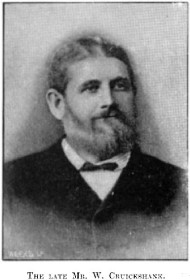 THE LATE MR. W. CRUICKSHANK.